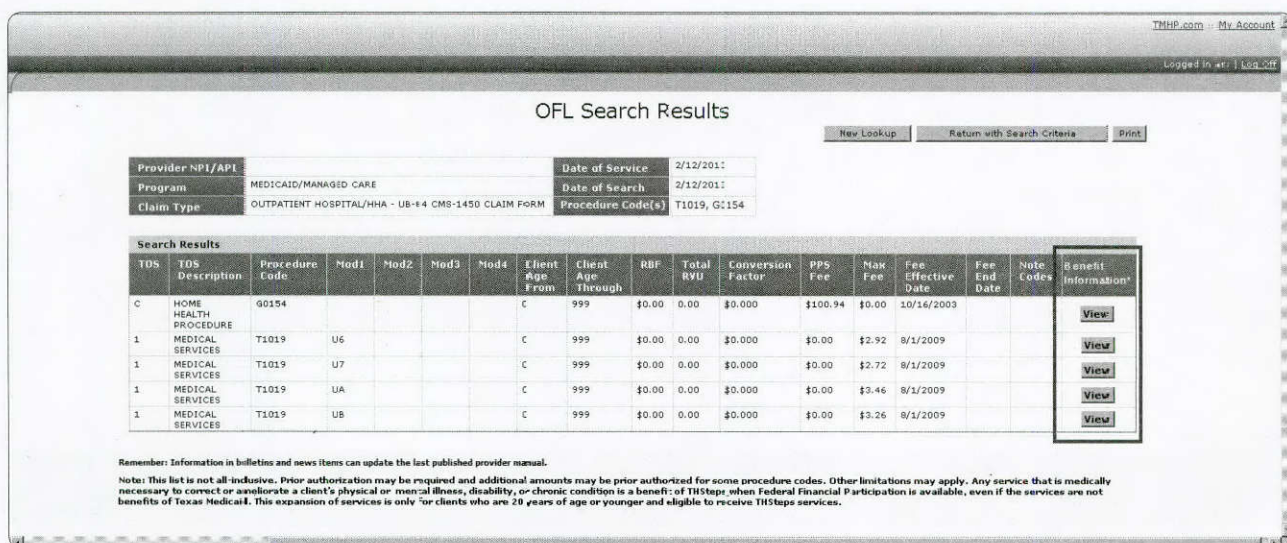 TMHP.com :: My Account
Logged in as: | Log Off
OFL Search Results
New Lookup Return with Search Criteria Print
Provider NPI/API Date of Service 2/12/201
Program MEDICAID/MANAGED CARE Date of Search 2/12/201
Claim Type OUTPATIENT HOSPITAL/HHA - UB-04 CMS-1450 CLAIM FORM Procedure Code(s) T1019, G0154
Search Results
TOS TOS Description Procedure Code Mod1 Mod2 Mod3 Mod4 Client Age From Client Age Through RBF Total RVU Conversion Factor PPS Fee Max Fee Fee Effective Date Fee End Date Note Codes Benefit Information*
C HOME HEALTH PROCEDURE G0154 C 999 $0.00 0.00 $0.000 $100.94 $0.00 10/16/2003 View
1 MEDICAL SERVICES T1019 U6 C 999 $0.00 0.00 $0.000 $0.00 $2.92 8/1/2009 View
1 MEDICAL SERVICES T1019 U7 C 999 $0.00 0.00 $0.000 $0.00 $2.72 8/1/2009 View
1 MEDICAL SERVICES T1019 UA C 999 $0.00 0.00 $0.000 $0.00 $3.46 8/1/2009 View
1 MEDICAL SERVICES T1019 UB C 999 $0.00 0.00 $0.000 $0.00 $3.26 8/1/2009 View
Remember: Information in bulletins and news items can update the last published provider manual.
Note: This list is not all-inclusive. Prior authorization may be required and additional amounts may be prior authorized for some procedure codes. Other limitations may apply. Any service that is medically
necessary to correct or ameliorate a client's physical or mental illness, disability, or chronic condition is a benefit of THSteps when Federal Financial Participation is available, even if the services are not
benefits of Texas Medicaid. This expansion of services is only for clients who are 20 years of age or younger and eligible to receive THSteps services.